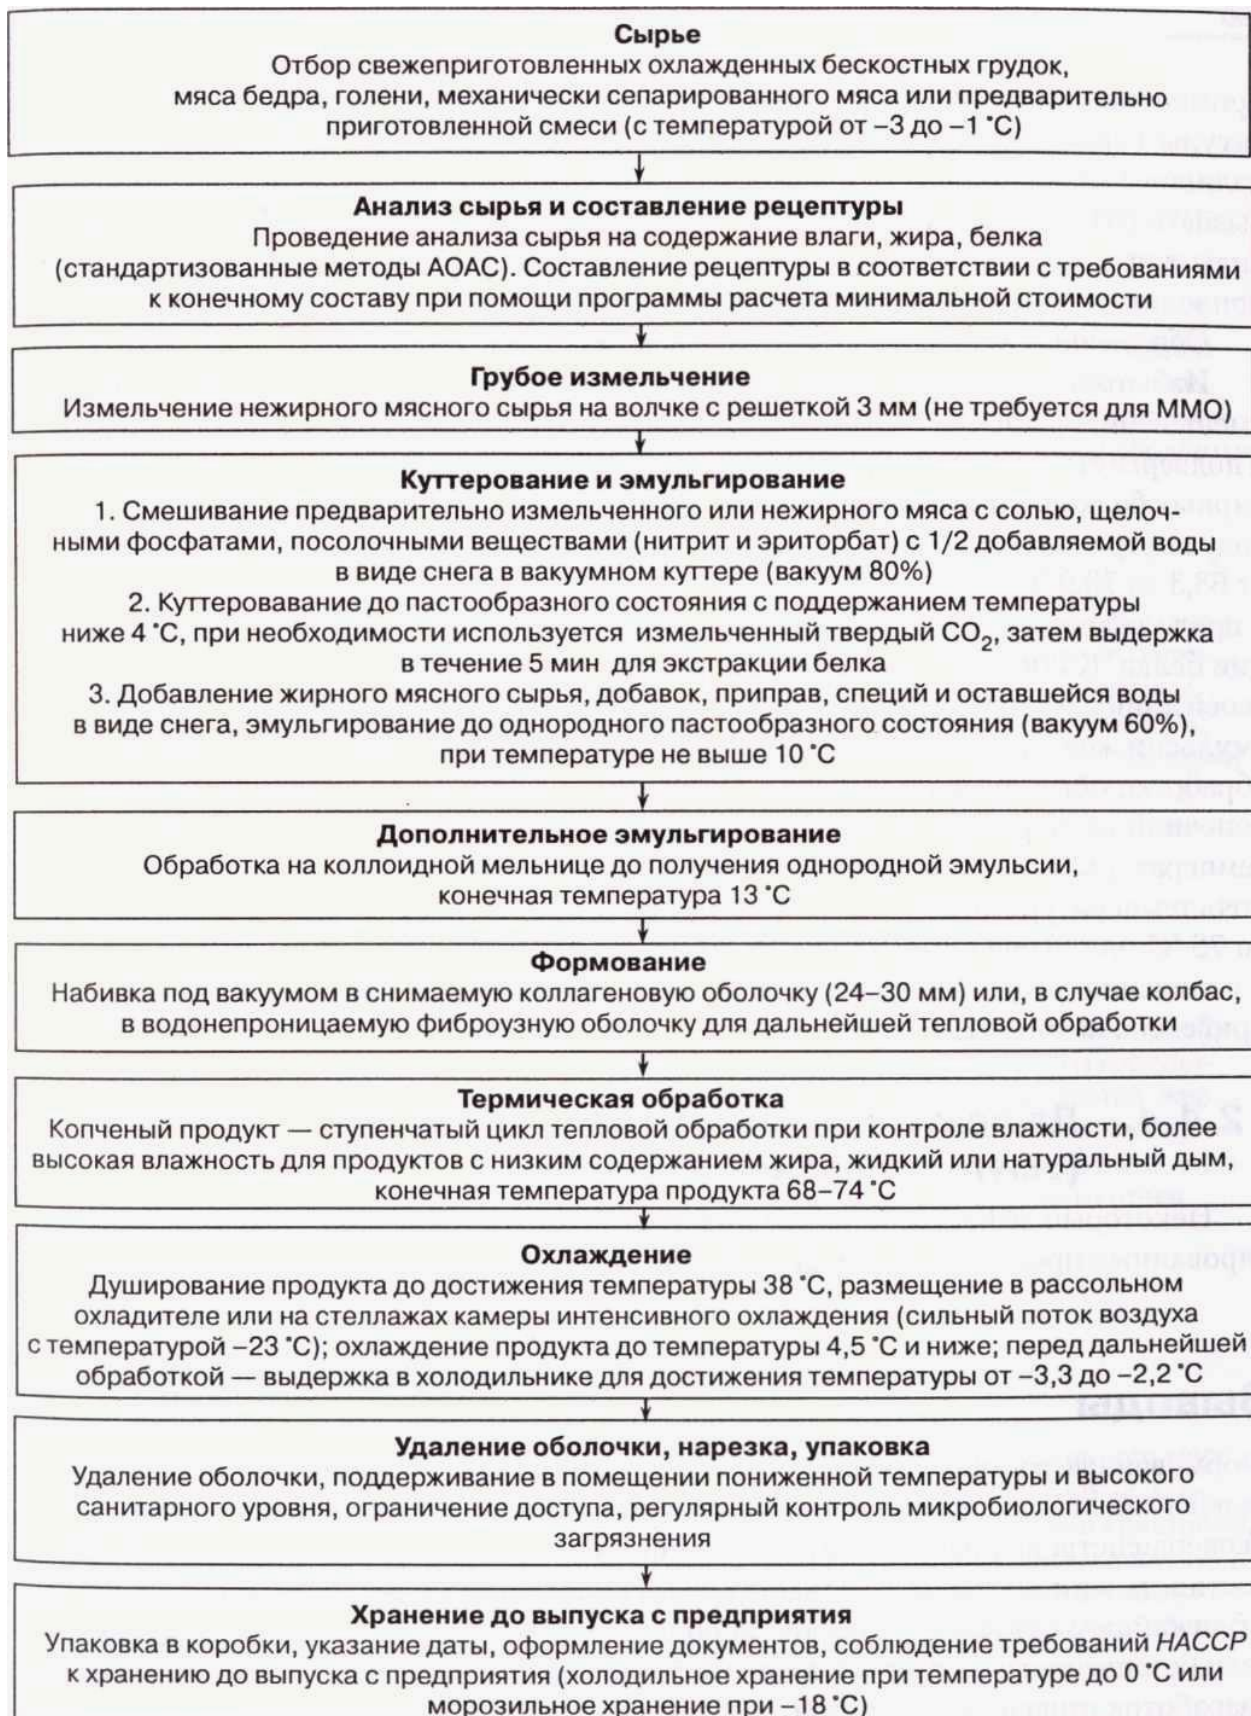 Сырье
Отбор свежеприготовленных охлажденных бескостных грудок,
мяса бедра, голени, механически сепарированного мяса или предварительно
приготовленной смеси (с температурой от –3 до –1 °С)
Анализ сырья и составление рецептуры
Проведение анализа сырья на содержание влаги, жира, белка
(стандартизованные методы АОАС). Составление рецептуры в соответствии с требованиями
к конечному составу при помощи программы расчета минимальной стоимости
Грубое измельчение
Измельчение нежирного мясного сырья на волчке с решеткой 3 мм (не требуется для ММО)
Куттерование и эмульгирование
1. Смешивание предварительно измельченного или нежирного мяса с солью, щелоч-
ными фосфатами, посолочными веществами (нитрит и эриторбат) с 1/2 добавляемой воды
в виде снега в вакуумном куттере (вакуум 80%)
2. Куттеровавание до пастообразного состояния с поддержанием температуры
ниже 4 °С, при необходимости используется измельченный твердый CO₂, затем выдержка
в течение 5 мин для экстракции белка
3. Добавление жирного мясного сырья, добавок, приправ, специй и оставшейся воды
в виде снега, эмульгирование до однородного пастообразного состояния (вакуум 60%),
при температуре не выше 10 °С
Дополнительное эмульгирование
Обработка на коллоидной мельнице до получения однородной эмульсии,
конечная температура 13 °С
Формование
Набивка под вакуумом в снимаемую коллагеновую оболочку (24–30 мм) или, в случае колбас,
в водонепроницаемую фиброузную оболочку для дальнейшей тепловой обработки
Термическая обработка
Копченый продукт — ступенчатый цикл тепловой обработки при контроле влажности, более
высокая влажность для продуктов с низким содержанием жира, жидкий или натуральный дым,
конечная температура продукта 68–74 °С
Охлаждение
Душирование продукта до достижения температуры 38 °С, размещение в рассольном
охладителе или на стеллажах камеры интенсивного охлаждения (сильный поток воздуха
с температурой –23 °С); охлаждение продукта до температуры 4,5 °С и ниже; перед дальнейшей
обработкой — выдержка в холодильнике для достижения температуры от –3,3 до –2,2 °С
Удаление оболочки, нарезка, упаковка
Удаление оболочки, поддерживание в помещении пониженной температуры и высокого
санитарного уровня, ограничение доступа, регулярный контроль микробиологического
загрязнения
Хранение до выпуска с предприятия
Упаковка в коробки, указание даты, оформление документов, соблюдение требований HACCP
к хранению до выпуска с предприятия (холодильное хранение при температуре до 0 °С или
морозильное хранение при –18 °С)